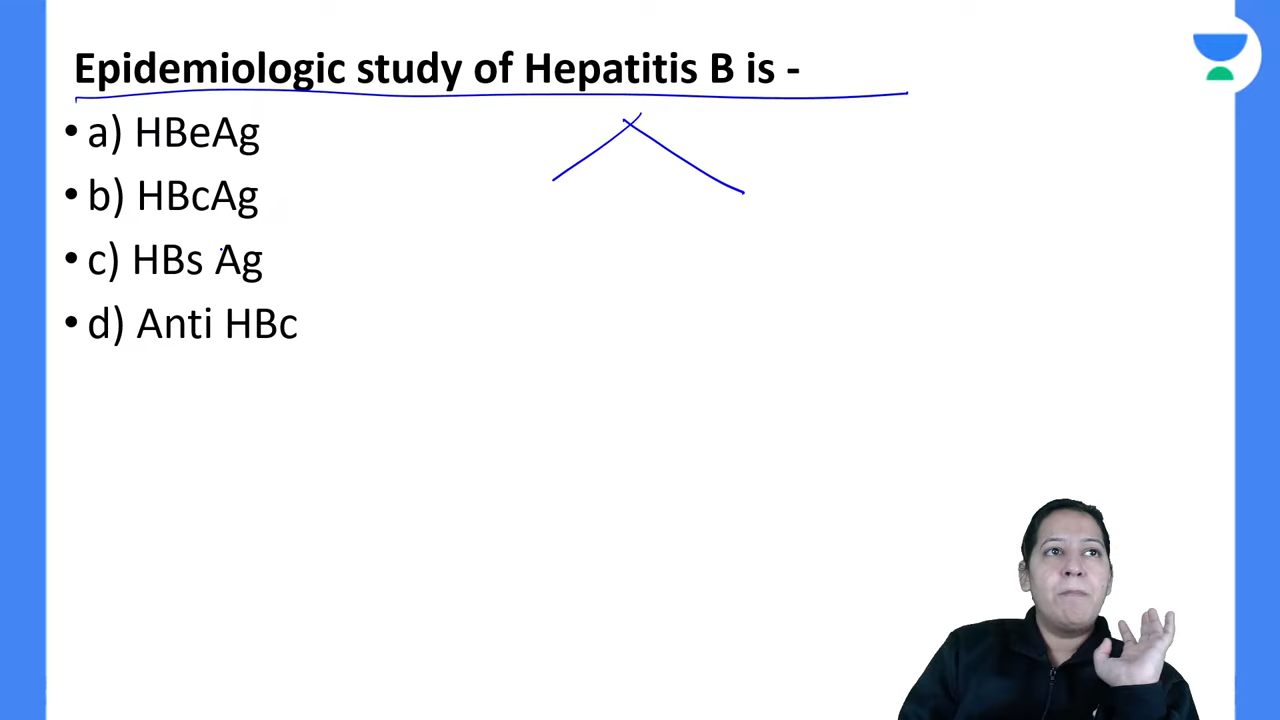 Epidemiologic study of Hepatitis B is -
• a) HBeAg
• b) HBcAg
• c) HBs Ag
• d) Anti HBc